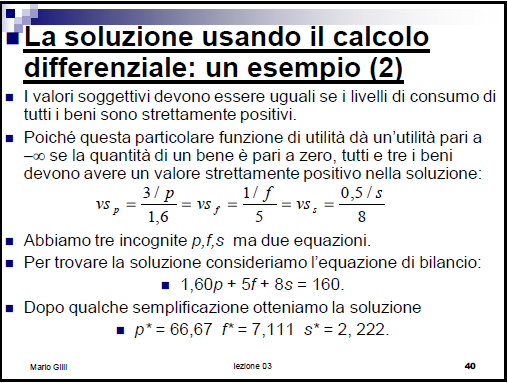 La soluzione usando il calcolo
differenziale: un esempio (2)
I valori soggettivi devono essere uguali se i livelli di consumo di
tutti i beni sono strettamente positivi.
Poiché questa particolare funzione di utilità dà un'utilità pari a
–∞ se la quantità di un bene è pari a zero, tutti e tre i beni
devono avere un valore strettamente positivo nella soluzione:
vs_p = (3 / p) / 1,6 = vs_f = (1 / f) / 5 = vs_s = (0,5 / s) / 8
Abbiamo tre incognite p,f,s ma due equazioni.
Per trovare la soluzione consideriamo l'equazione di bilancio:
1,60p + 5f + 8s = 160.
Dopo qualche semplificazione otteniamo la soluzione
p* = 66,67 f* = 7,111 s* = 2, 222.
Mario Gilli lezione 03 40